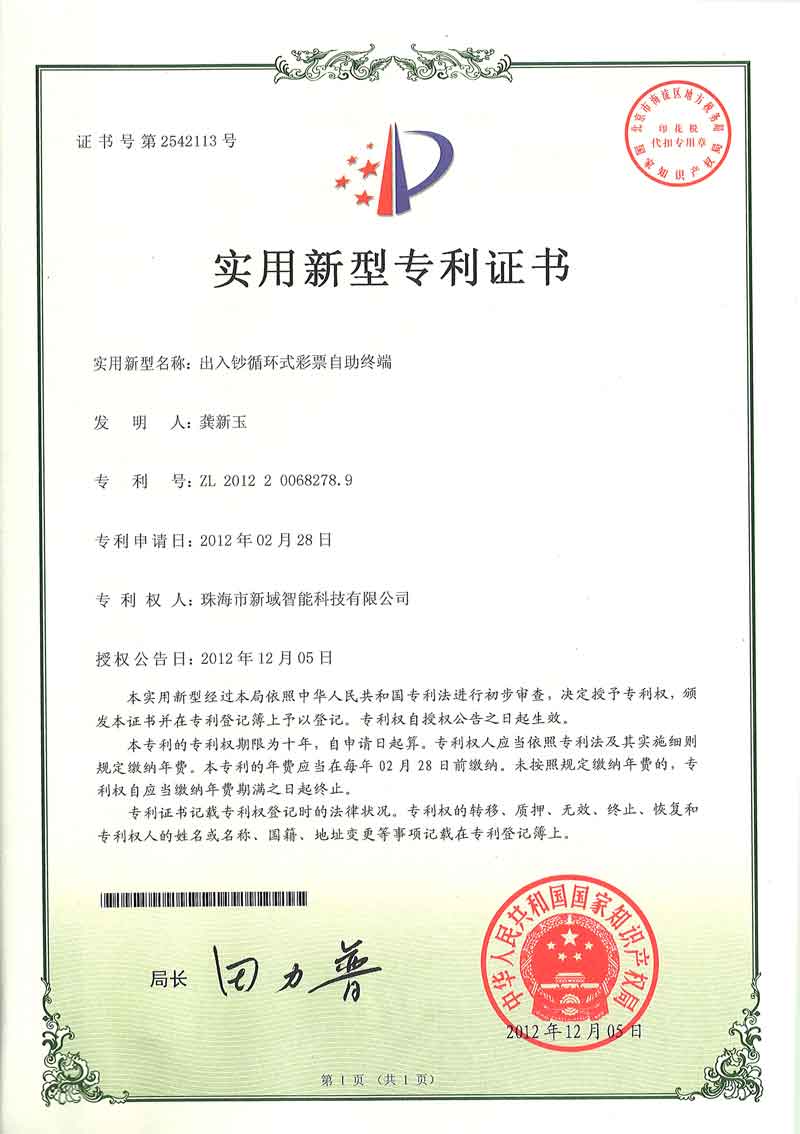 证书号第2542113号
北京市海淀区地方税务局
印花税
代扣专用章
国家知识产权局
实用新型专利证书
实用新型名称：出入钞循环式彩票自助终端
发明人：龚新玉
专利号：ZL 2012 2 0068278.9
专利申请日：2012年02月28日
专利权人：珠海市新域智能科技有限公司
授权公告日：2012年12月05日
本实用新型经过本局依照中华人民共和国专利法进行初步审查，决定授予专利权，颁
发本证书并在专利登记簿上予以登记。专利权自授权公告之日起生效。
本专利的专利权期限为十年，自申请日起算。专利权人应当依照专利法及其实施细则
规定缴纳年费。本专利的年费应当在每年02月28日前缴纳。未按照规定缴纳年费的，专
利权自应当缴纳年费期满之日起终止。
专利证书记载专利权登记时的法律状况。专利权的转移、质押、无效、终止、恢复和
专利权人的姓名或名称、国籍、地址变更等事项记载在专利登记簿上。
局长 田力普
中华人民共和国国家知识产权局
2012年12月05日
第1页（共1页）